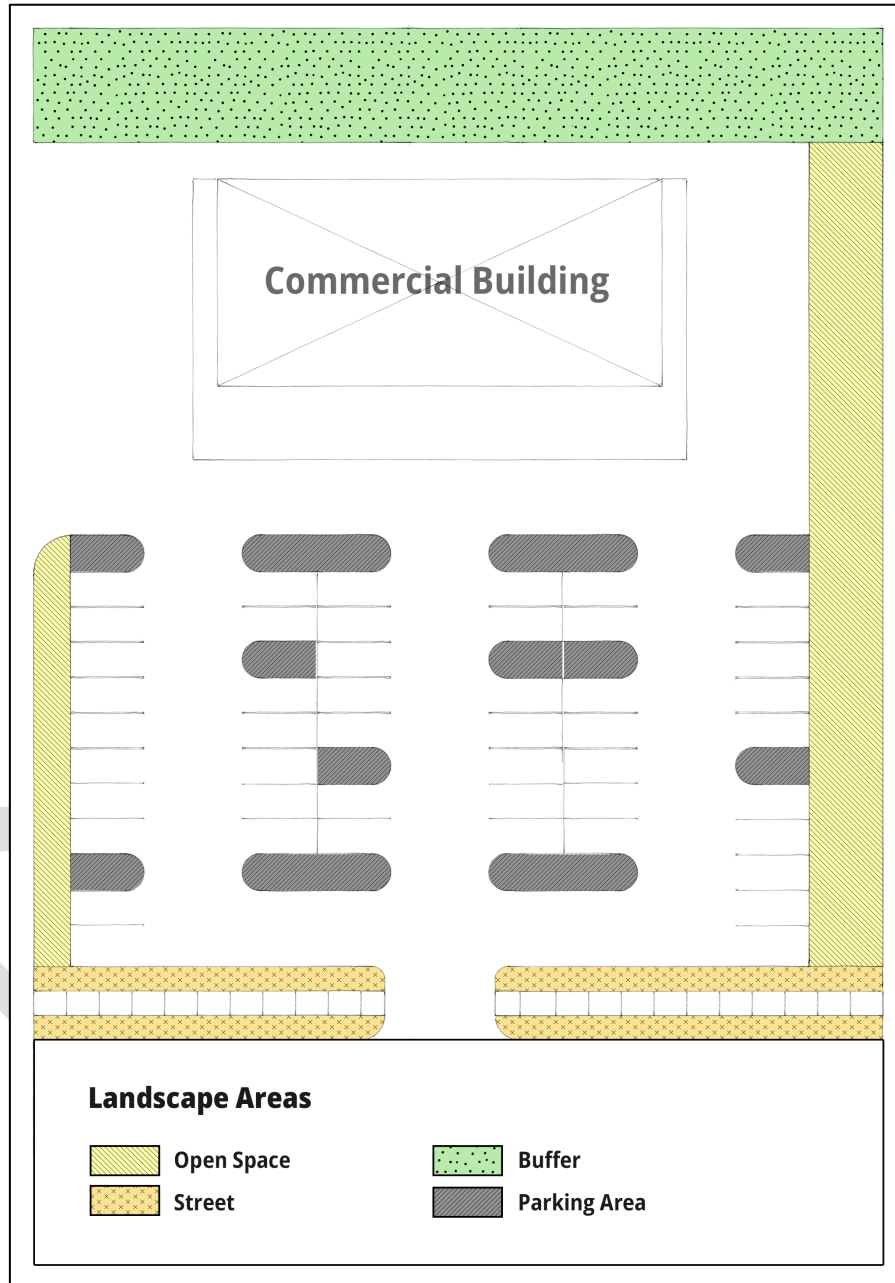 Commercial Building
Landscape Areas
Open Space
Buffer
Street
Parking Area